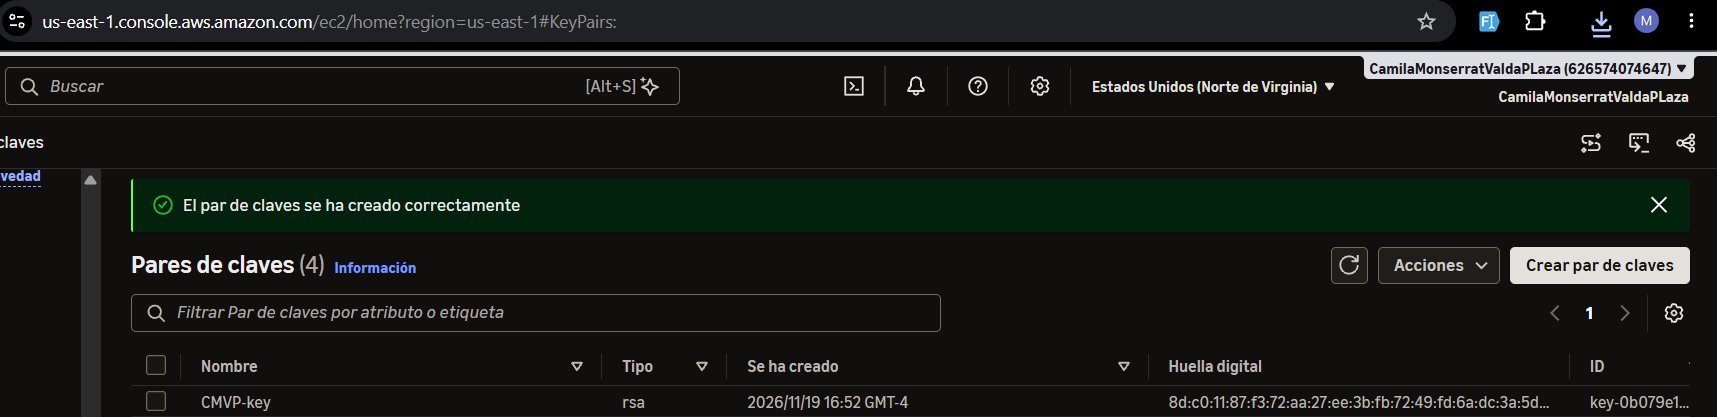 us-east-1.console.aws.amazon.com/ec2/home?region=us-east-1#KeyPairs:
M
Buscar [Alt+S]
Estados Unidos (Norte de Virginia)
CamilaMonserratValdaPLaza (626574074647)
CamilaMonserratValdaPLaza
claves
vedad
El par de claves se ha creado correctamente
Pares de claves (4) Información
Acciones
Crear par de claves
Filtrar Par de claves por atributo o etiqueta
1
Nombre Tipo Se ha creado Huella digital ID
CMVP-key rsa 2026/11/19 16:52 GMT-4 8d:c0:11:87:f3:72:aa:27:ee:3b:fb:72:49:fd:6a:dc:3a:5d... key-0b079e1...